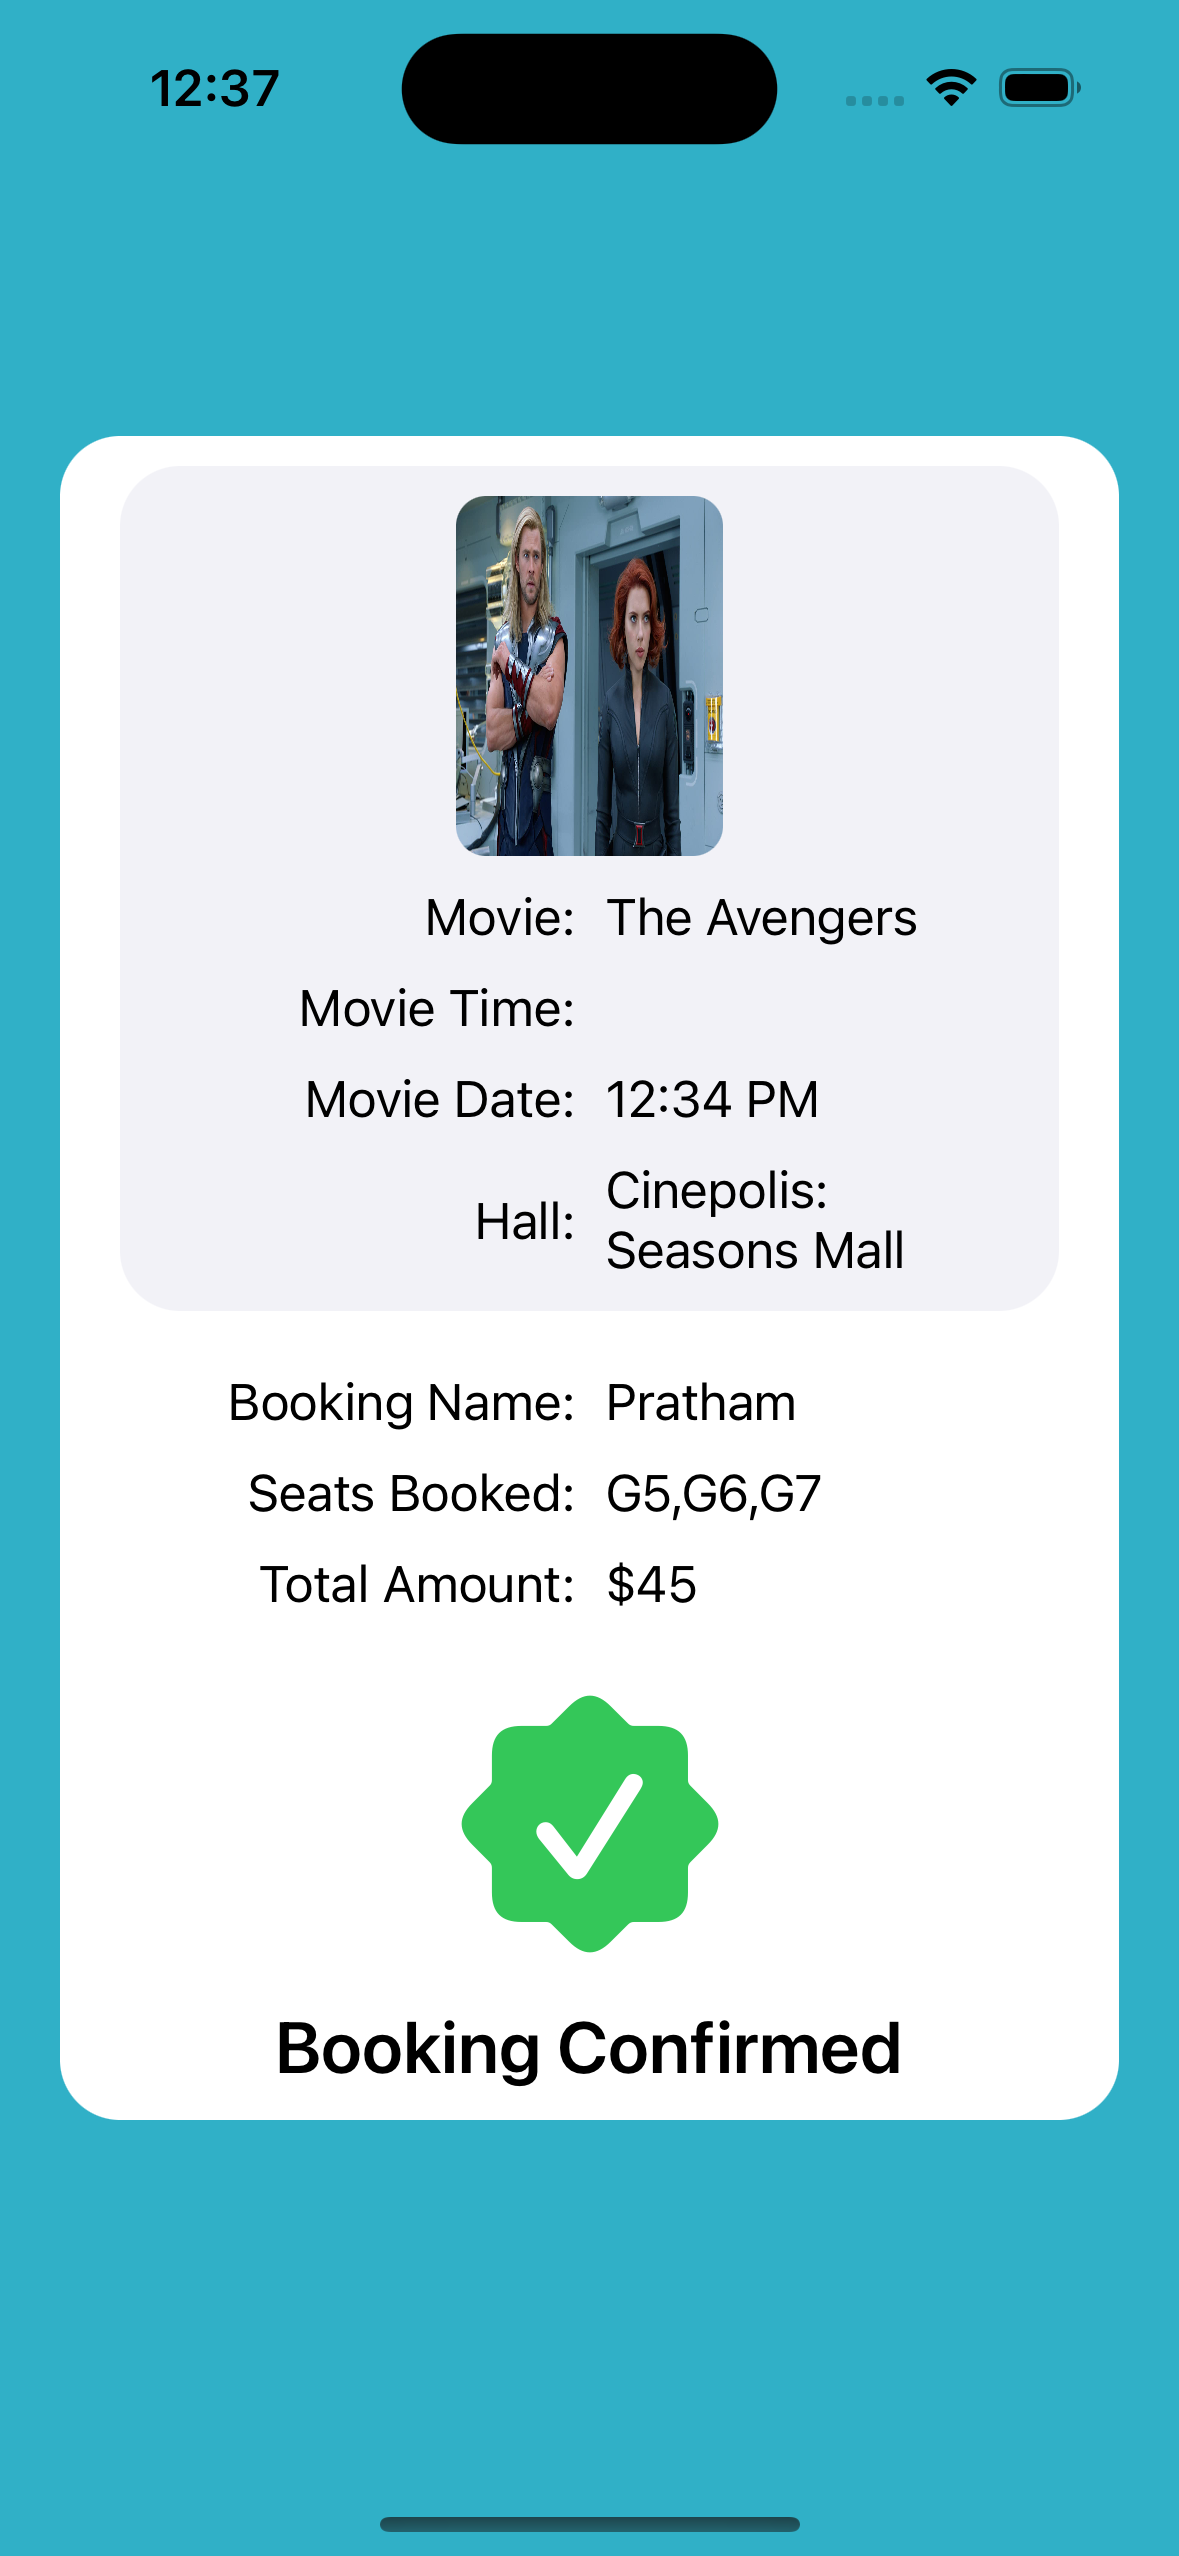 12:37
Movie: The Avengers
Movie Time:
Movie Date: 12:34 PM
Hall: Cinepolis:
Seasons Mall
Booking Name: Pratham
Seats Booked: G5,G6,G7
Total Amount: $45
Booking Confirmed